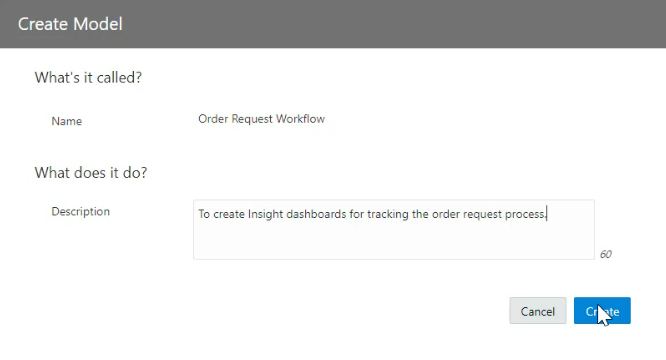 Create Model
What's it called?
Name
Order Request Workflow
What does it do?
Description
To create Insight dashboards for tracking the order request process.
60
Cancel
Create